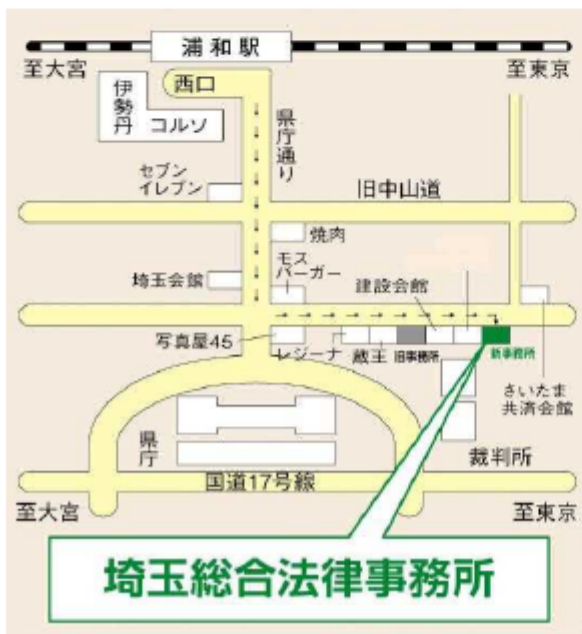 浦和駅
至大宮
至東京
西口
伊勢丹
コルソ
県庁通り
セブン
イレブン
旧中山道
焼肉
モス
バーガー
埼玉会館
建設会館
写真屋45
レジーナ
蔵王
旧事務所
新事務所
さいたま
共済会館
県庁
裁判所
国道17号線
至大宮
至東京
埼玉総合法律事務所